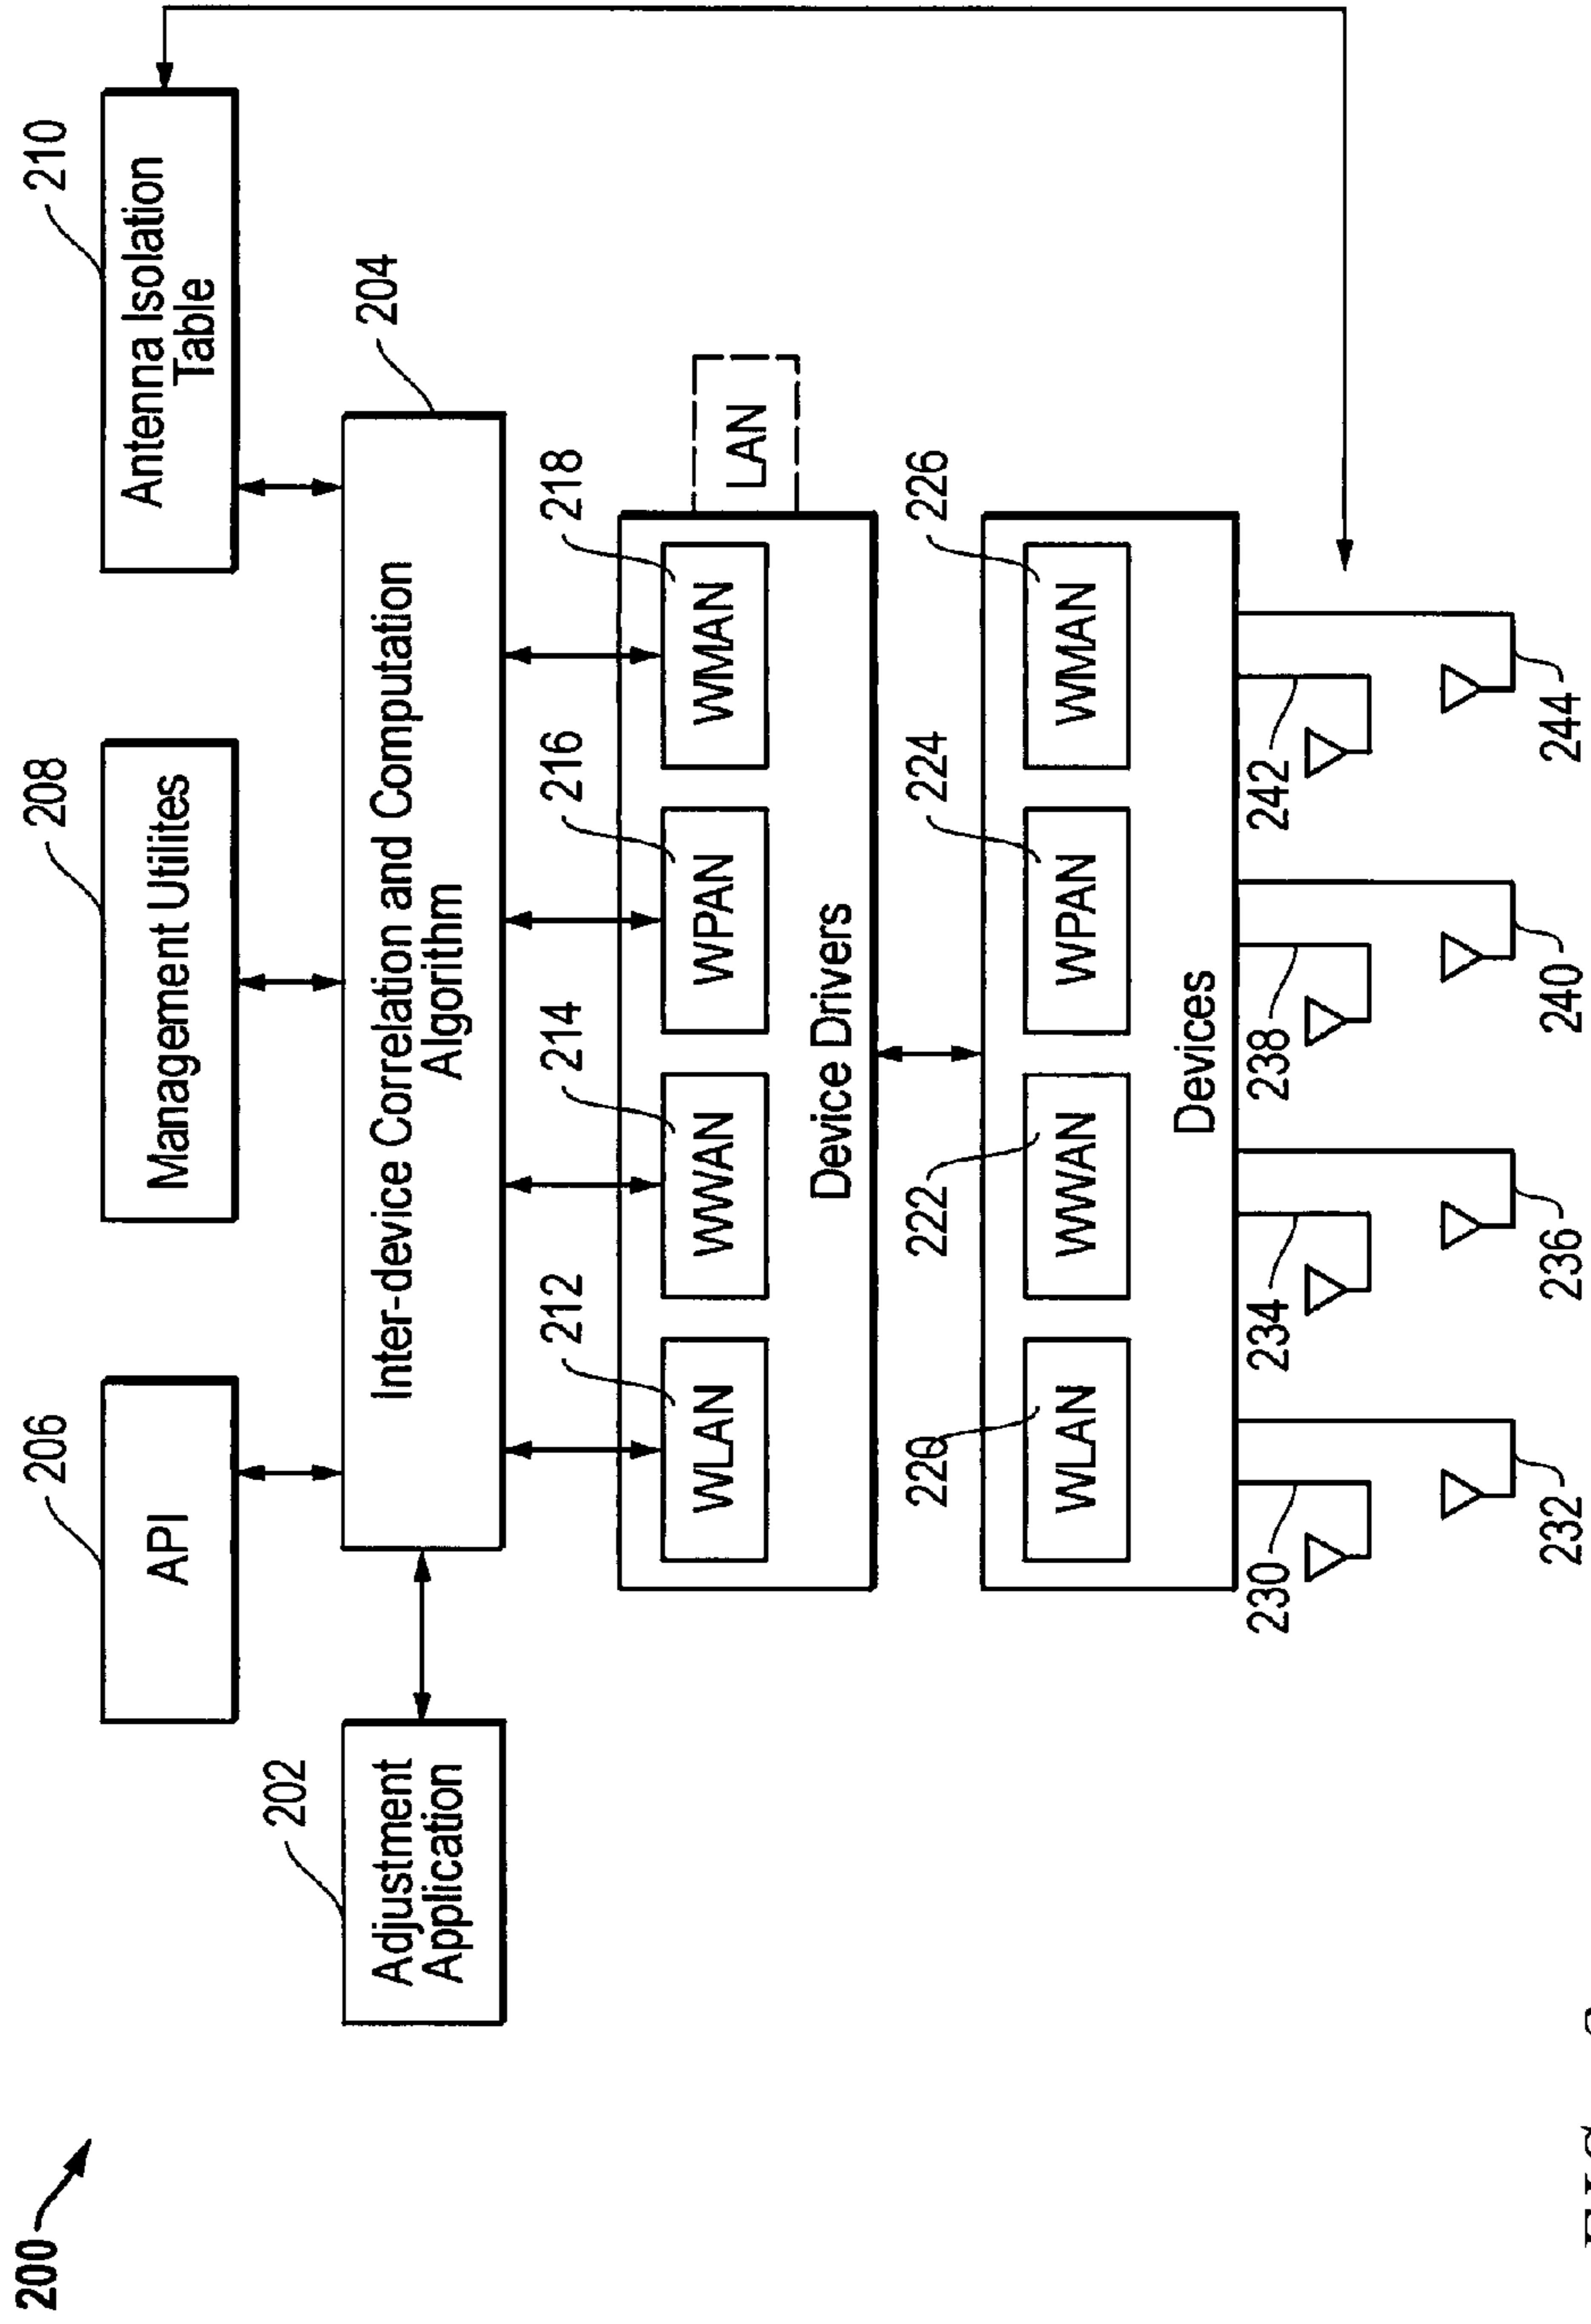 200
206
208
210
API
Management Utilites
Antenna Isolation
Table
202
204
Adjustment
Application
Inter-device Correlation and Computation
Algorithm
212
214
216
218
WLAN
WWAN
WPAN
WMAN
LAN
Device Drivers
220
222
224
226
WLAN
WWAN
WPAN
WMAN
Devices
230
234
238
242
232
236
240
244